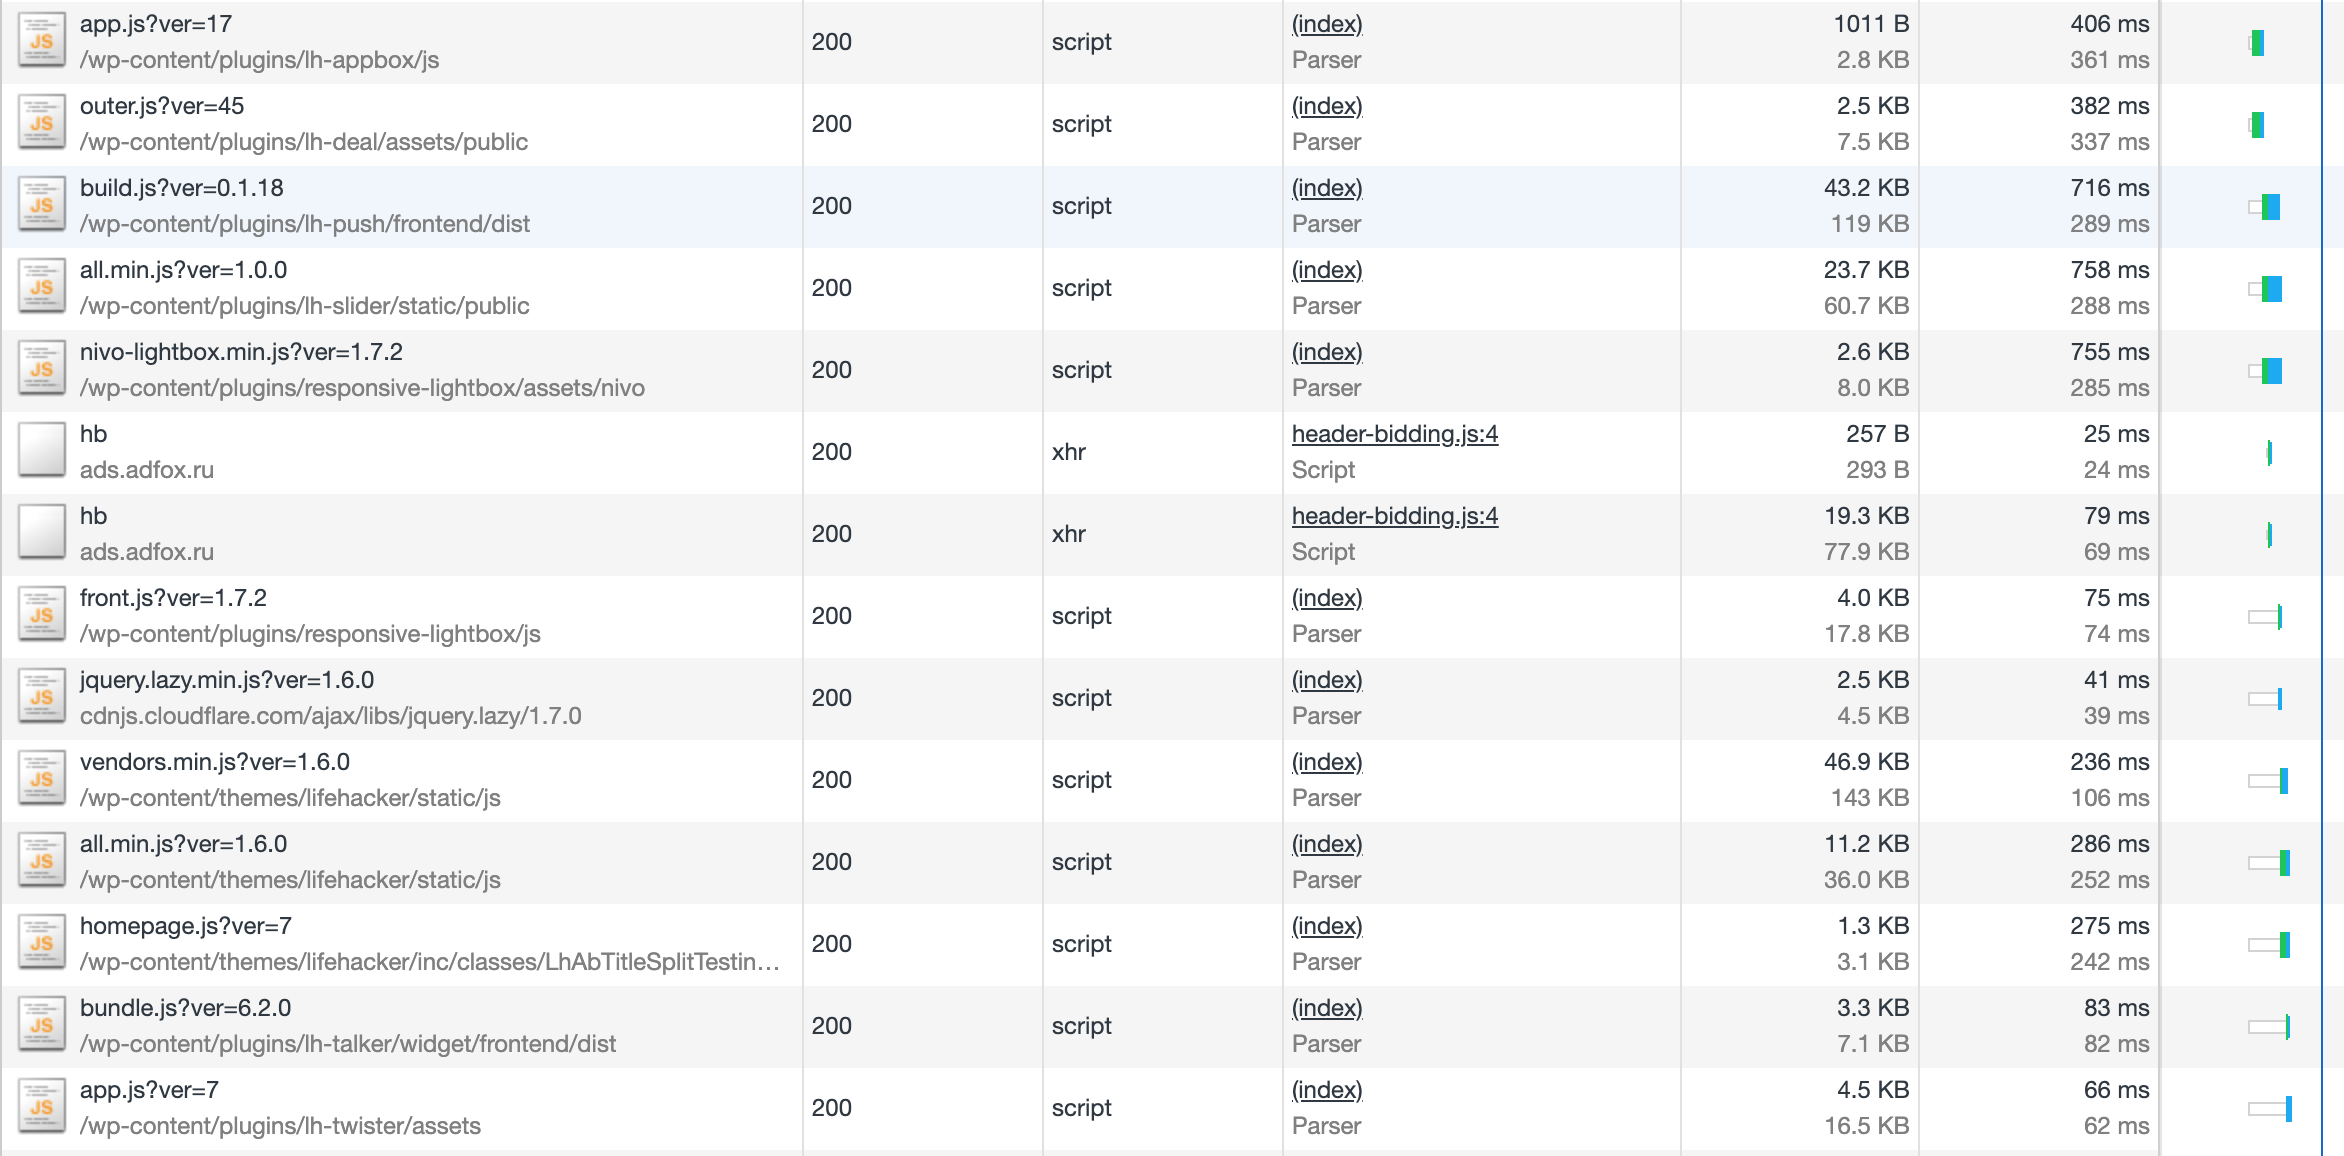 app.js?ver=17
/wp-content/plugins/lh-appbox/js
200
script
(index)
Parser
1011 B
2.8 KB
406 ms
361 ms
outer.js?ver=45
/wp-content/plugins/lh-deal/assets/public
200
script
(index)
Parser
2.5 KB
7.5 KB
382 ms
337 ms
build.js?ver=0.1.18
/wp-content/plugins/lh-push/frontend/dist
200
script
(index)
Parser
43.2 KB
119 KB
716 ms
289 ms
all.min.js?ver=1.0.0
/wp-content/plugins/lh-slider/static/public
200
script
(index)
Parser
23.7 KB
60.7 KB
758 ms
288 ms
nivo-lightbox.min.js?ver=1.7.2
/wp-content/plugins/responsive-lightbox/assets/nivo
200
script
(index)
Parser
2.6 KB
8.0 KB
755 ms
285 ms
hb
ads.adfox.ru
200
xhr
header-bidding.js:4
Script
257 B
293 B
25 ms
24 ms
hb
ads.adfox.ru
200
xhr
header-bidding.js:4
Script
19.3 KB
77.9 KB
79 ms
69 ms
front.js?ver=1.7.2
/wp-content/plugins/responsive-lightbox/js
200
script
(index)
Parser
4.0 KB
17.8 KB
75 ms
74 ms
jquery.lazy.min.js?ver=1.6.0
cdnjs.cloudflare.com/ajax/libs/jquery.lazy/1.7.0
200
script
(index)
Parser
2.5 KB
4.5 KB
41 ms
39 ms
vendors.min.js?ver=1.6.0
/wp-content/themes/lifehacker/static/js
200
script
(index)
Parser
46.9 KB
143 KB
236 ms
106 ms
all.min.js?ver=1.6.0
/wp-content/themes/lifehacker/static/js
200
script
(index)
Parser
11.2 KB
36.0 KB
286 ms
252 ms
homepage.js?ver=7
/wp-content/themes/lifehacker/inc/classes/LhAbTitleSplitTestin…
200
script
(index)
Parser
1.3 KB
3.1 KB
275 ms
242 ms
bundle.js?ver=6.2.0
/wp-content/plugins/lh-talker/widget/frontend/dist
200
script
(index)
Parser
3.3 KB
7.1 KB
83 ms
82 ms
app.js?ver=7
/wp-content/plugins/lh-twister/assets
200
script
(index)
Parser
4.5 KB
16.5 KB
66 ms
62 ms